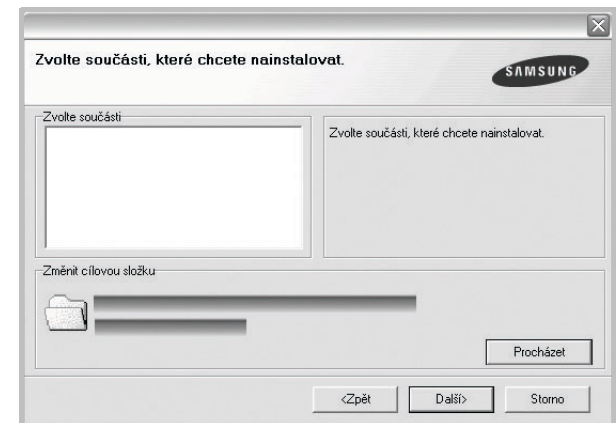 Zvolte součásti, které chcete nainstalovat.
SAMSUNG
Zvolte součásti
Zvolte součásti, které chcete nainstalovat.
Změnit cílovou složku
Procházet
<Zpět
Další>
Storno